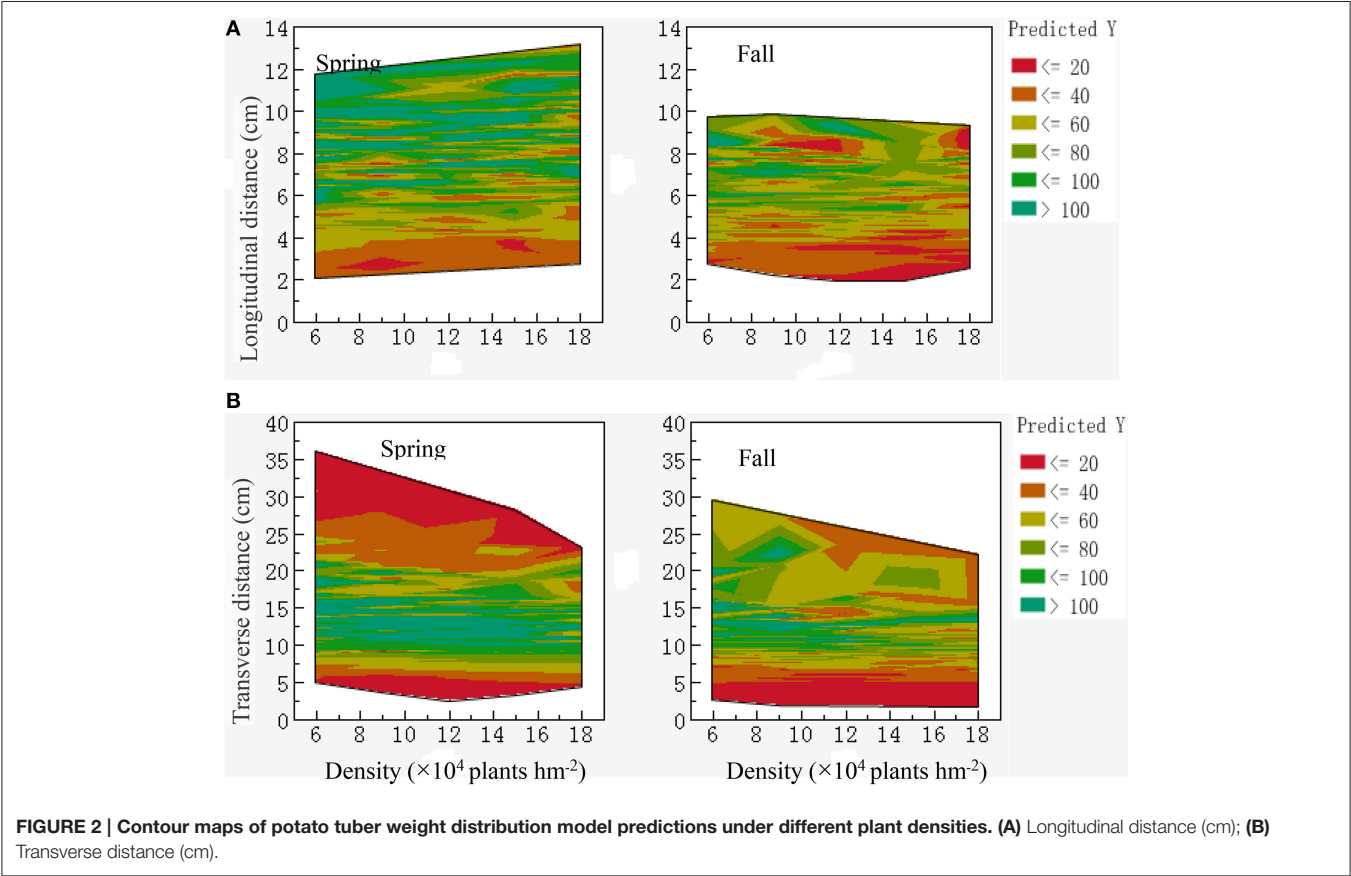 A
Spring
Fall
Longitudinal distance (cm)
14
12
10
8
6
4
2
0
6 8 10 12 14 16 18
14
12
10
8
6
4
2
0
6 8 10 12 14 16 18
Predicted Y
<= 20
<= 40
<= 60
<= 80
<= 100
> 100
B
Spring
Fall
Transverse distance (cm)
40
35
30
25
20
15
10
5
0
6 8 10 12 14 16 18
Density (×10⁴ plants hm⁻²)
40
35
30
25
20
15
10
5
0
6 8 10 12 14 16 18
Density (×10⁴ plants hm⁻²)
Predicted Y
<= 20
<= 40
<= 60
<= 80
<= 100
> 100
FIGURE 2 | Contour maps of potato tuber weight distribution model predictions under different plant densities. (A) Longitudinal distance (cm); (B)
Transverse distance (cm).